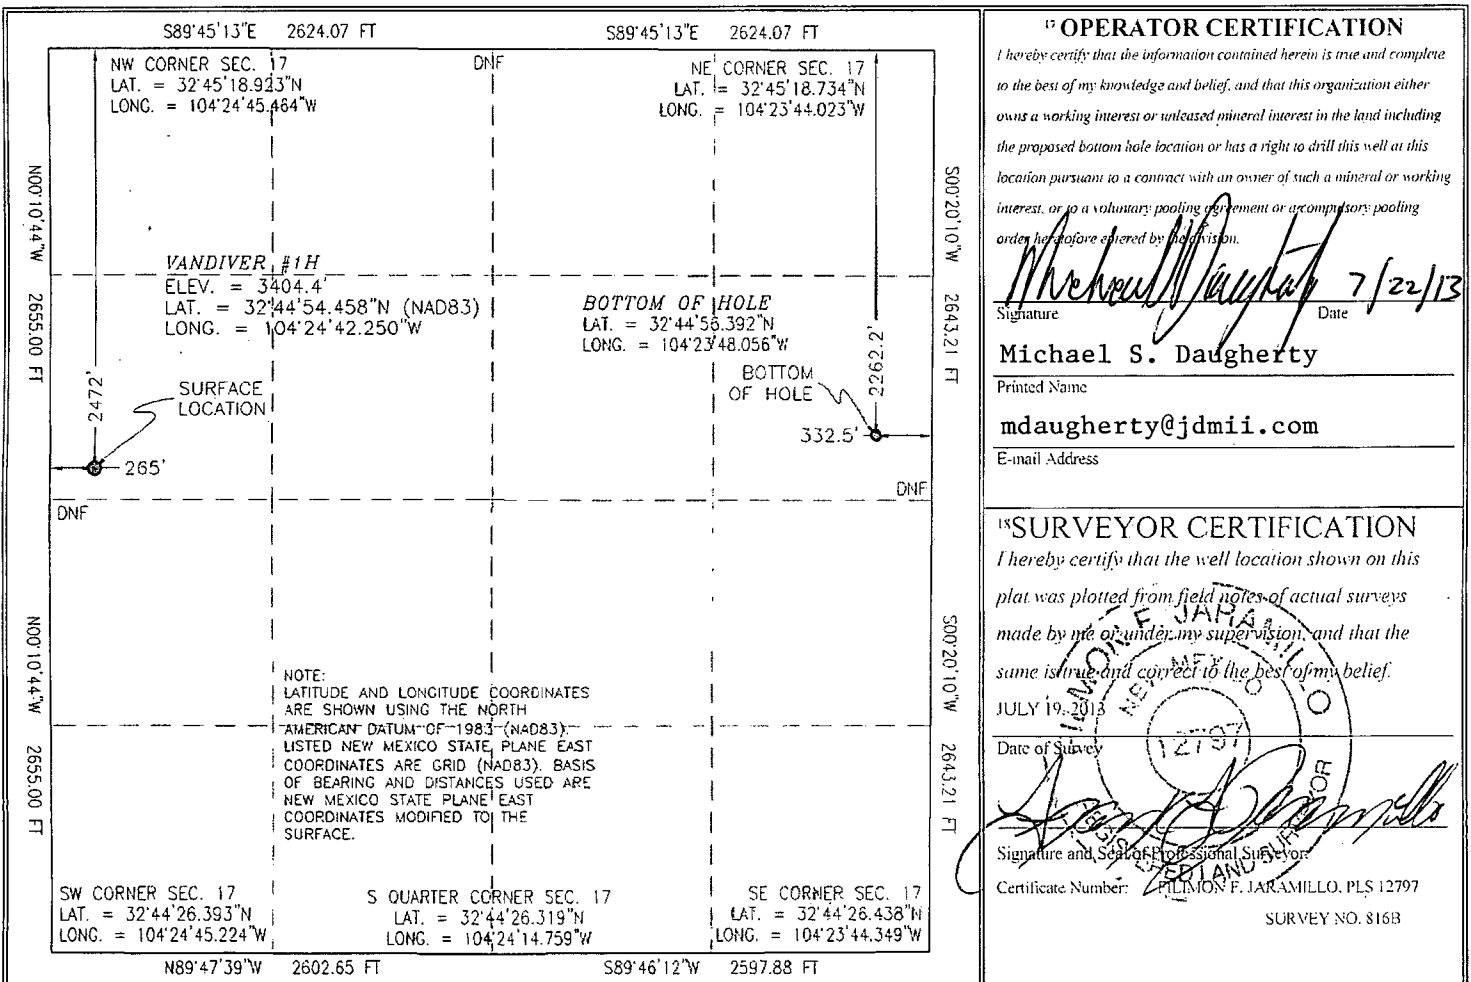 S89°45'13"E 2624.07 FT
S89°45'13"E 2624.07 FT
NW CORNER SEC. 17
LAT. = 32°45'18.923"N
LONG. = 104°24'45.464"W
DNF
NE CORNER SEC. 17
LAT. = 32°45'18.734"N
LONG. = 104°23'44.023"W
N00°10'44"W 2655.00 FT
S00°20'10"W 2643.21 FT
VANDIVER #1H
ELEV. = 3404.4'
LAT. = 32°44'54.458"N (NAD83)
LONG. = 104°24'42.250"W
BOTTOM OF HOLE
LAT. = 32°44'56.392"N
LONG. = 104°23'48.056"W
2472'
SURFACE
LOCATION
265'
BOTTOM
OF HOLE
2262.2'
332.5'
DNF
DNF
N00°10'44"W 2655.00 FT
S00°20'10"W 2643.21 FT
NOTE:
LATITUDE AND LONGITUDE COORDINATES
ARE SHOWN USING THE NORTH
AMERICAN DATUM OF 1983 (NAD83).
LISTED NEW MEXICO STATE PLANE EAST
COORDINATES ARE GRID (NAD83). BASIS
OF BEARING AND DISTANCES USED ARE
NEW MEXICO STATE PLANE EAST
COORDINATES MODIFIED TO THE
SURFACE.
SW CORNER SEC. 17
LAT. = 32°44'26.393"N
LONG. = 104°24'45.224"W
S QUARTER CORNER SEC. 17
LAT. = 32°44'26.319"N
LONG. = 104°24'14.759"W
SE CORNER SEC. 17
LAT. = 32°44'26.438"N
LONG. = 104°23'44.349"W
N89°47'39"W 2602.65 FT
S89°46'12"W 2597.88 FT
17 OPERATOR CERTIFICATION
I hereby certify that the information contained herein is true and complete
to the best of my knowledge and belief, and that this organization either
owns a working interest or unleased mineral interest in the land including
the proposed bottom hole location or has a right to drill this well at this
location pursuant to a contract with an owner of such a mineral or working
interest, or to a voluntary pooling agreement or a compulsory pooling
order heretofore entered by the division.
Michael S Daugherty 7/22/13
Signature Date
Michael S. Daugherty
Printed Name
mdaugherty@jdmii.com
E-mail Address
18 SURVEYOR CERTIFICATION
I hereby certify that the well location shown on this
plat was plotted from field notes of actual surveys
made by me or under my supervision, and that the
same is true and correct to the best of my belief.
JULY 19, 2013
Date of Survey
FILIMON F. JARAMILLO
NEW MEXICO
12797
REGISTERED LAND SURVEYOR
Signature and Seal of Professional Surveyor:
Certificate Number: FILIMON F. JARAMILLO, PLS 12797
SURVEY NO. 816B